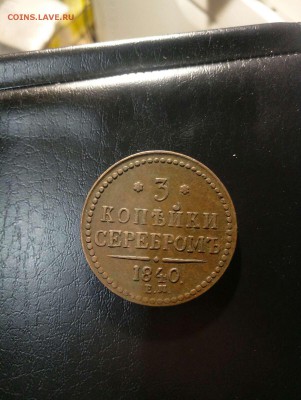 COINS.LAVE.RU
* 3 *
КОПѢЙКИ
СЕРЕБРОМЪ
1840.